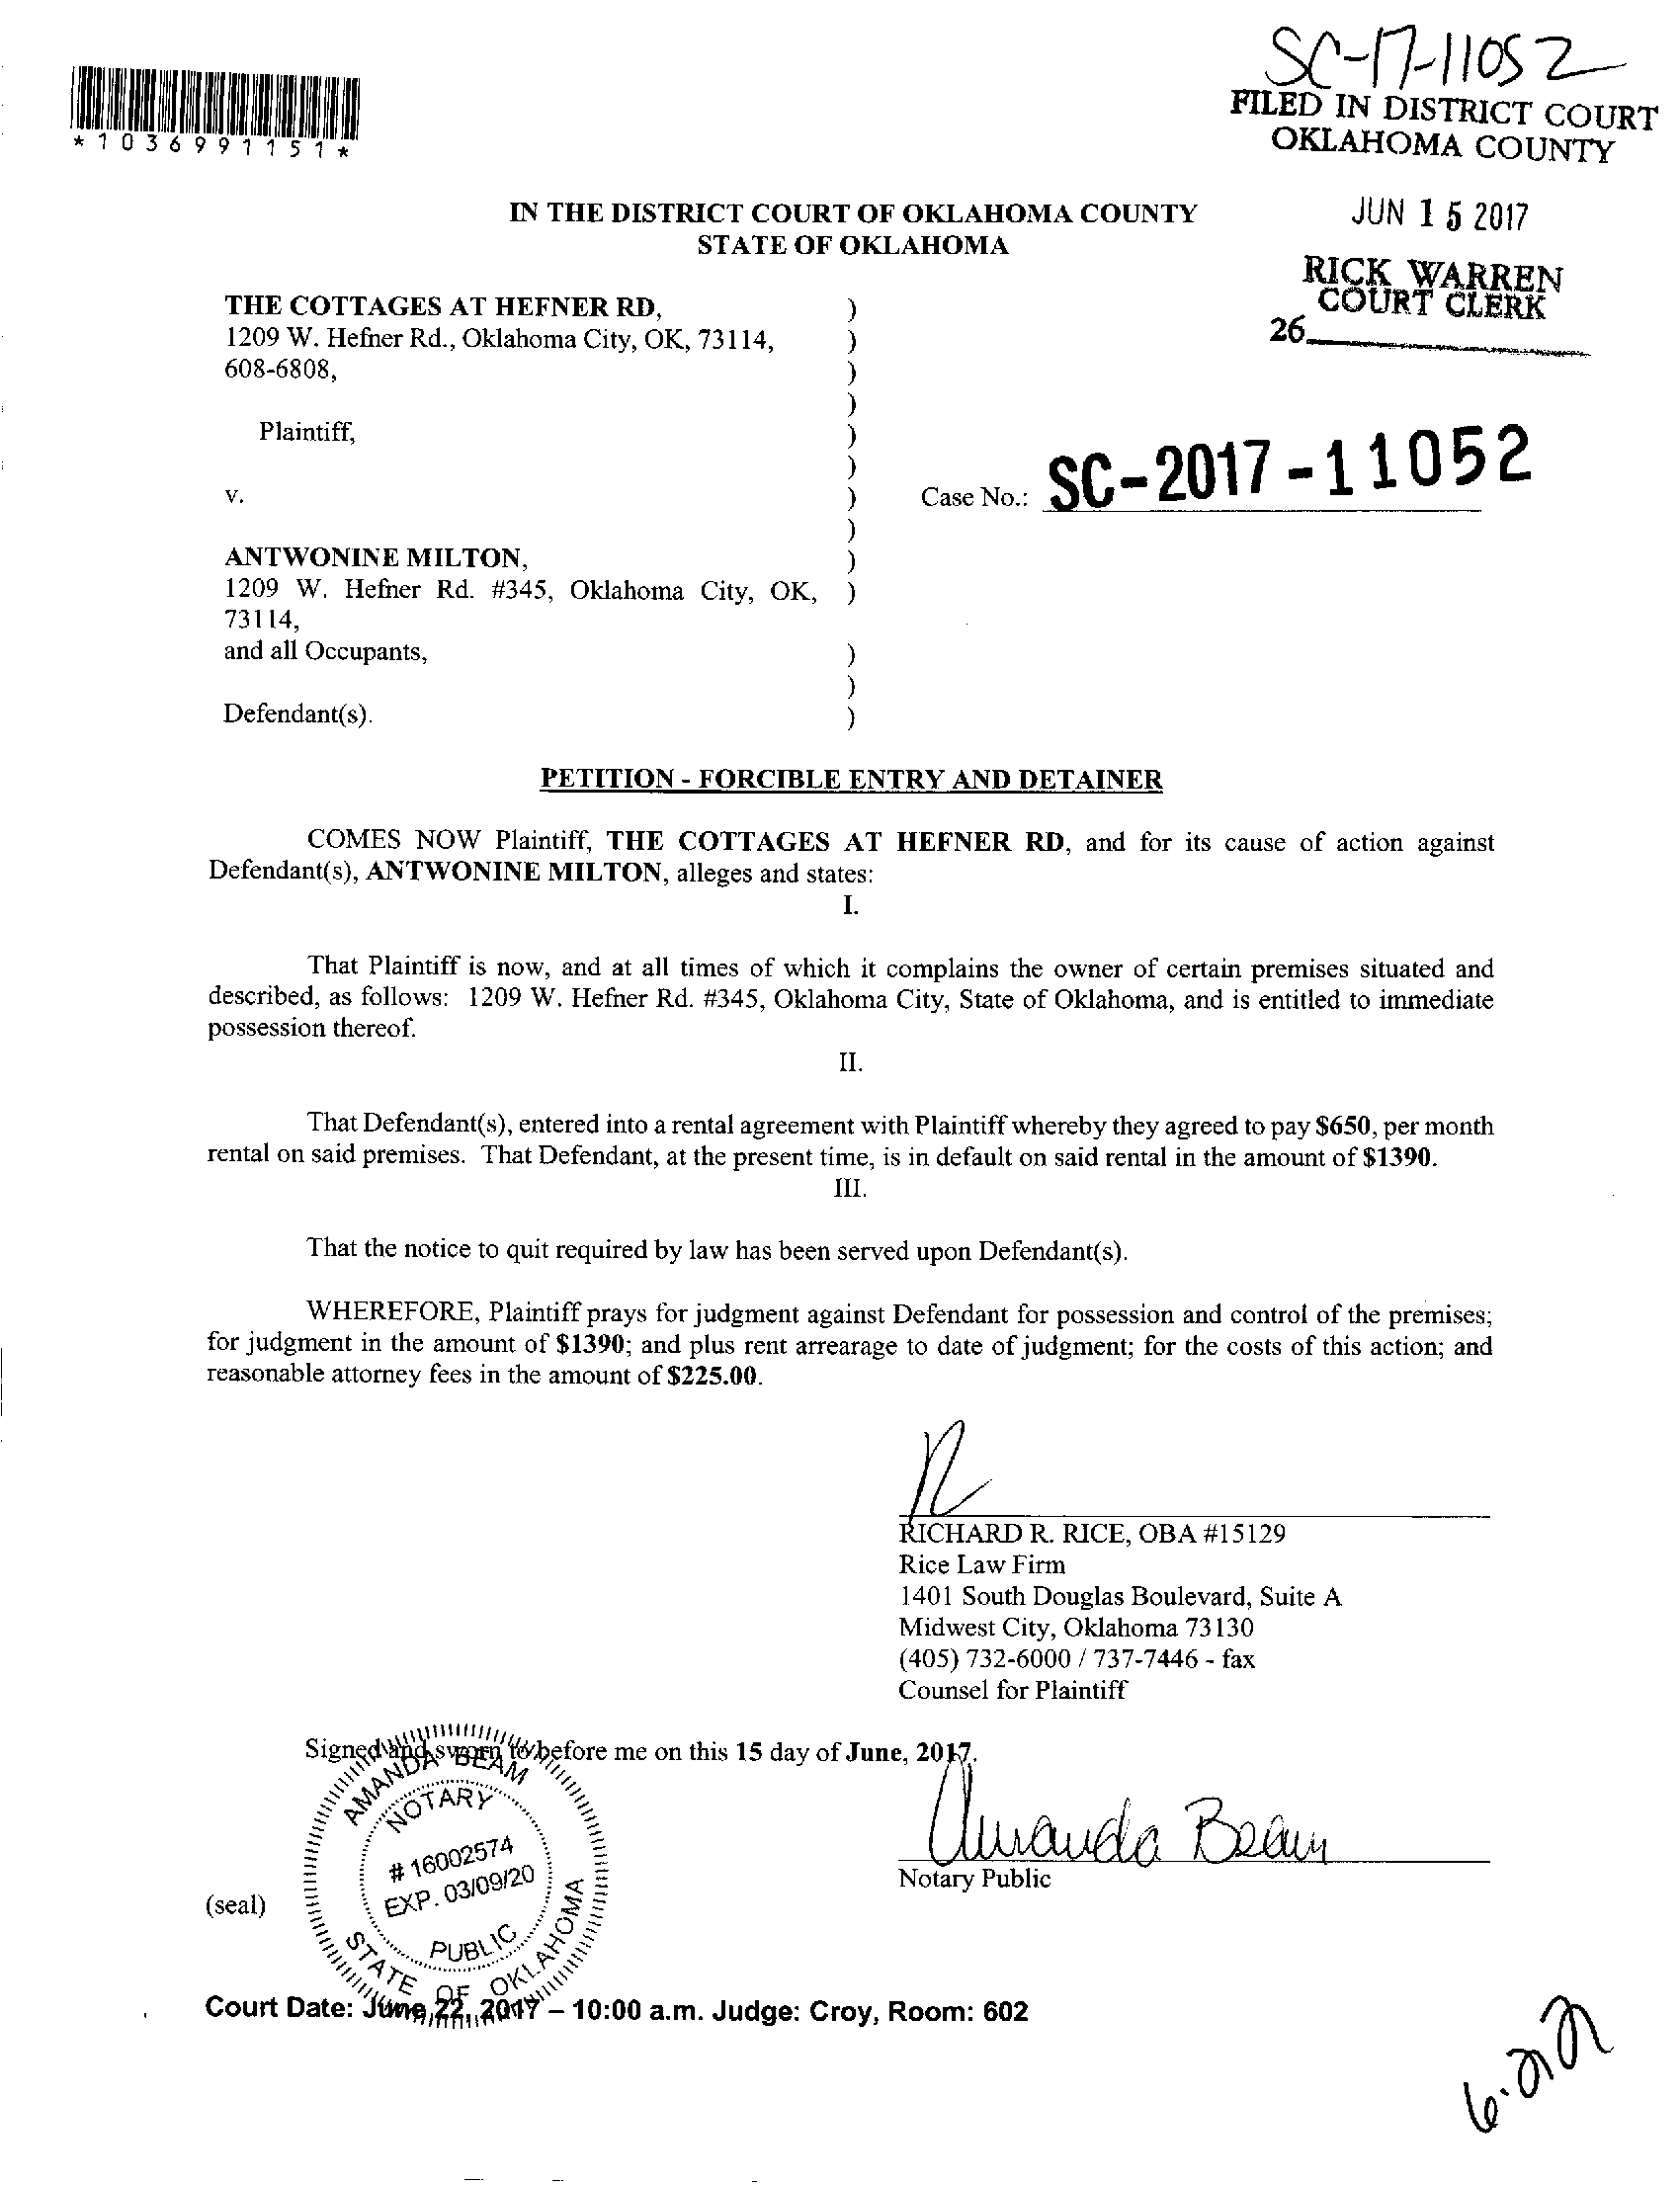 SC-17-11052
FILED IN DISTRICT COURT
OKLAHOMA COUNTY
*1036991151*
JUN 15 2017
RICK WARREN
COURT CLERK
26
IN THE DISTRICT COURT OF OKLAHOMA COUNTY
STATE OF OKLAHOMA
THE COTTAGES AT HEFNER RD, )
1209 W. Hefner Rd., Oklahoma City, OK, 73114, )
608-6808, )
)
Plaintiff, )
)
v. ) Case No.: SC-2017-11052
)
ANTWONINE MILTON, )
1209 W. Hefner Rd. #345, Oklahoma City, OK, )
73114,
and all Occupants, )
)
Defendant(s). )
PETITION - FORCIBLE ENTRY AND DETAINER
COMES NOW Plaintiff, THE COTTAGES AT HEFNER RD, and for its cause of action against
Defendant(s), ANTWONINE MILTON, alleges and states:
I.
That Plaintiff is now, and at all times of which it complains the owner of certain premises situated and
described, as follows: 1209 W. Hefner Rd. #345, Oklahoma City, State of Oklahoma, and is entitled to immediate
possession thereof.
II.
That Defendant(s), entered into a rental agreement with Plaintiff whereby they agreed to pay $650, per month
rental on said premises. That Defendant, at the present time, is in default on said rental in the amount of $1390.
III.
That the notice to quit required by law has been served upon Defendant(s).
WHEREFORE, Plaintiff prays for judgment against Defendant for possession and control of the premises;
for judgment in the amount of $1390; and plus rent arrearage to date of judgment; for the costs of this action; and
reasonable attorney fees in the amount of $225.00.
RICHARD R. RICE, OBA #15129
Rice Law Firm
1401 South Douglas Boulevard, Suite A
Midwest City, Oklahoma 73130
(405) 732-6000 / 737-7446 - fax
Counsel for Plaintiff
Signed and sworn to before me on this 15 day of June, 2017.
Amanda Beam
Notary Public
(seal)
AMANDA BEAM
NOTARY
# 16002574
EXP. 03/09/20
PUBLIC
STATE OF OKLAHOMA
Court Date: June 22, 2017 – 10:00 a.m. Judge: Croy, Room: 602
6.22